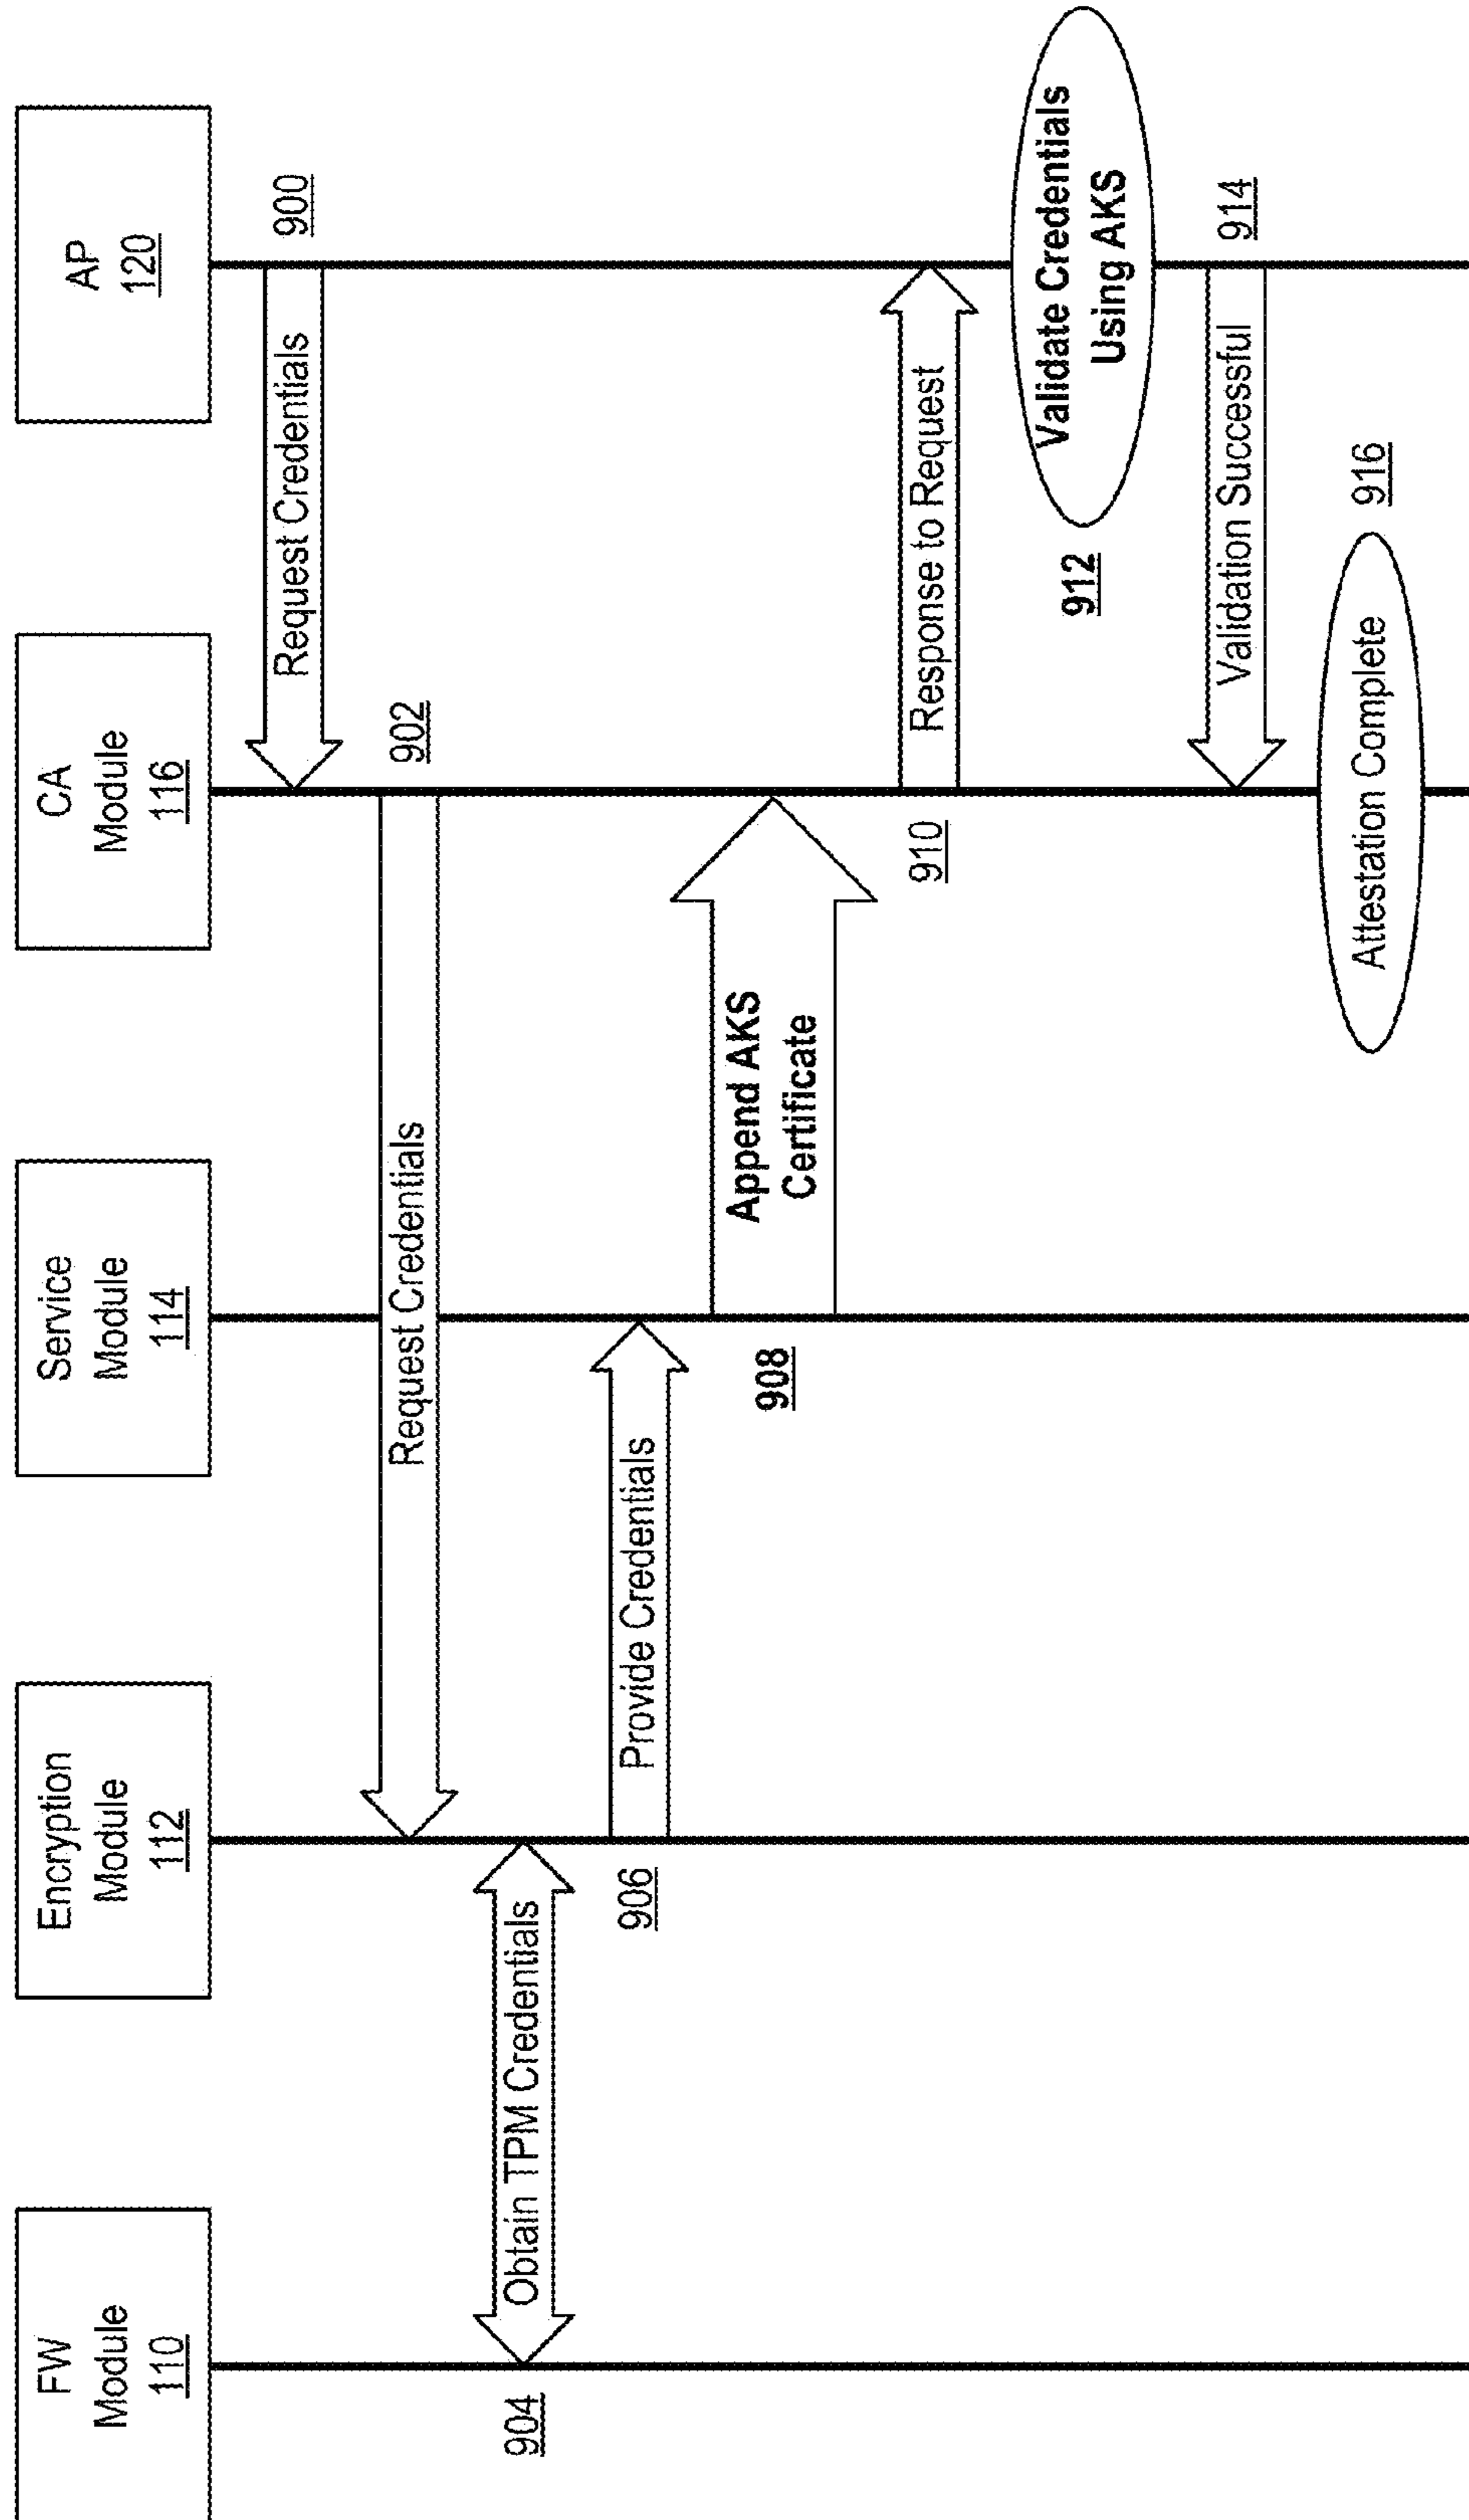 FW
Module
110
Encryption
Module
112
Service
Module
114
CA
Module
116
AP
120
Request Credentials
900
Request Credentials
902
904
Obtain TPM Credentials
906
Provide Credentials
908
Append AKS
Certificate
910
Response to Request
912
Validate Credentials
Using AKS
Validation Successful
914
Attestation Complete
916